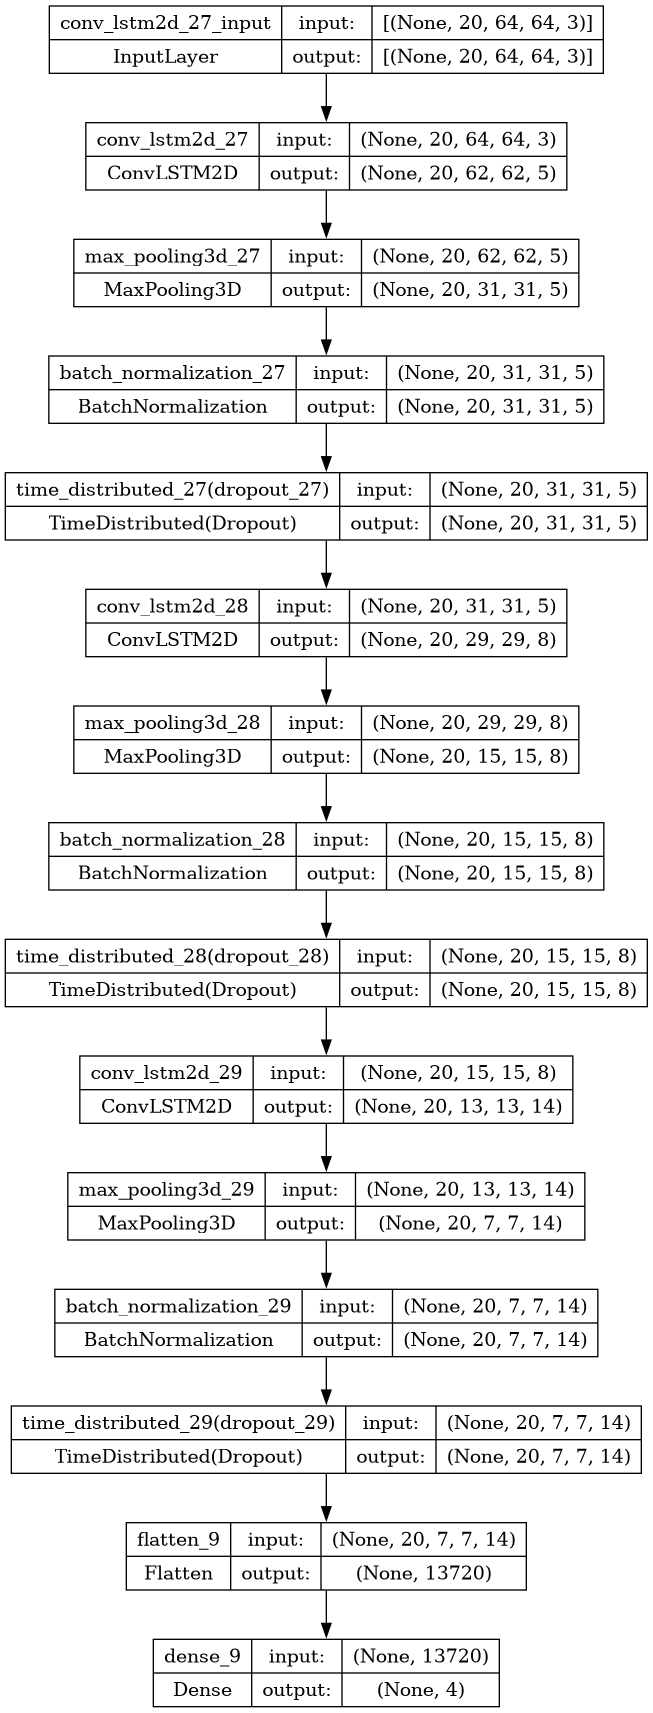 conv_lstm2d_27_input input: [(None, 20, 64, 64, 3)]
InputLayer output: [(None, 20, 64, 64, 3)]
conv_lstm2d_27 input: (None, 20, 64, 64, 3)
ConvLSTM2D output: (None, 20, 62, 62, 5)
max_pooling3d_27 input: (None, 20, 62, 62, 5)
MaxPooling3D output: (None, 20, 31, 31, 5)
batch_normalization_27 input: (None, 20, 31, 31, 5)
BatchNormalization output: (None, 20, 31, 31, 5)
time_distributed_27(dropout_27) input: (None, 20, 31, 31, 5)
TimeDistributed(Dropout) output: (None, 20, 31, 31, 5)
conv_lstm2d_28 input: (None, 20, 31, 31, 5)
ConvLSTM2D output: (None, 20, 29, 29, 8)
max_pooling3d_28 input: (None, 20, 29, 29, 8)
MaxPooling3D output: (None, 20, 15, 15, 8)
batch_normalization_28 input: (None, 20, 15, 15, 8)
BatchNormalization output: (None, 20, 15, 15, 8)
time_distributed_28(dropout_28) input: (None, 20, 15, 15, 8)
TimeDistributed(Dropout) output: (None, 20, 15, 15, 8)
conv_lstm2d_29 input: (None, 20, 15, 15, 8)
ConvLSTM2D output: (None, 20, 13, 13, 14)
max_pooling3d_29 input: (None, 20, 13, 13, 14)
MaxPooling3D output: (None, 20, 7, 7, 14)
batch_normalization_29 input: (None, 20, 7, 7, 14)
BatchNormalization output: (None, 20, 7, 7, 14)
time_distributed_29(dropout_29) input: (None, 20, 7, 7, 14)
TimeDistributed(Dropout) output: (None, 20, 7, 7, 14)
flatten_9 input: (None, 20, 7, 7, 14)
Flatten output: (None, 13720)
dense_9 input: (None, 13720)
Dense output: (None, 4)